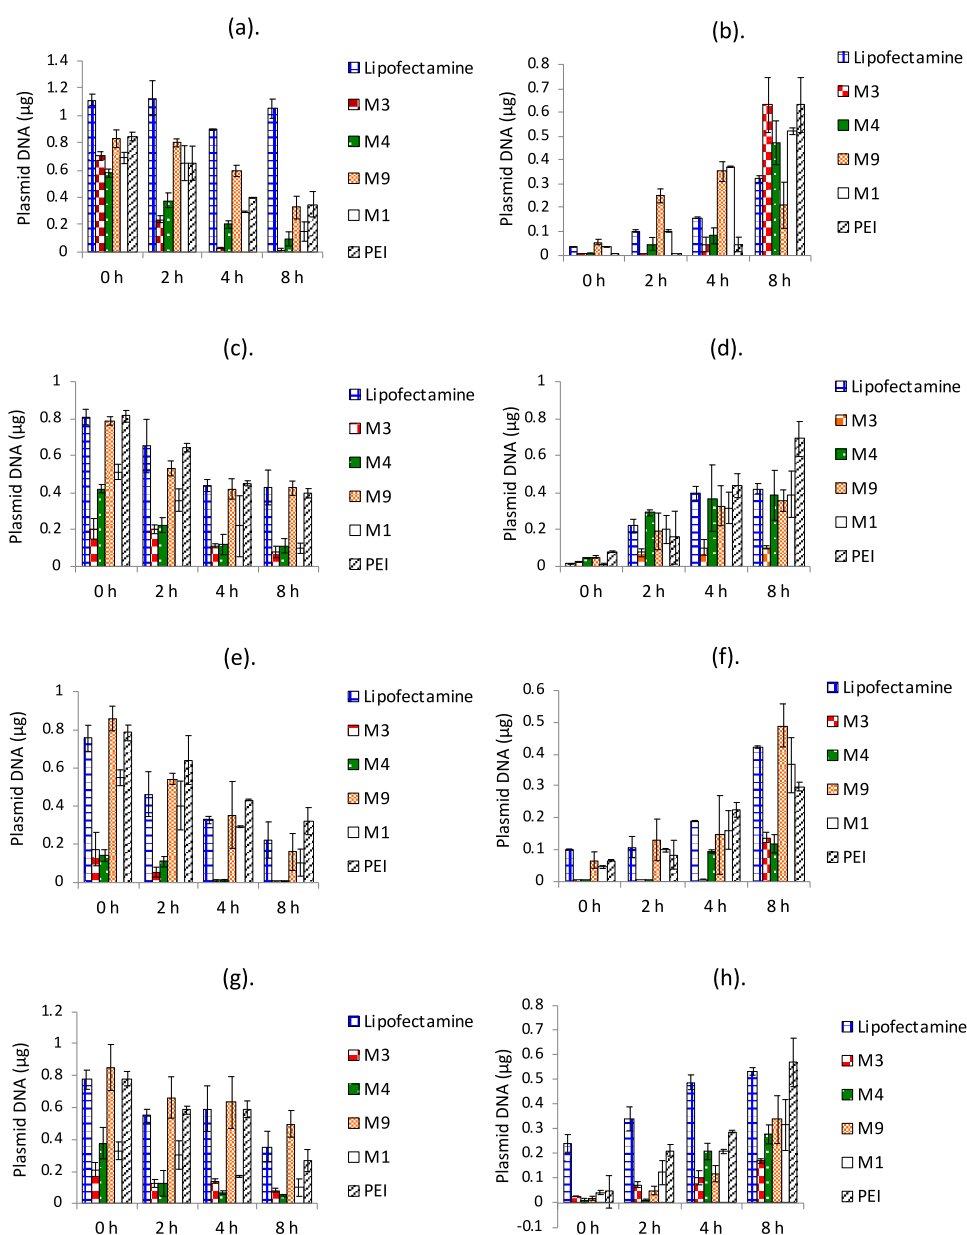 (a).
Plasmid DNA (µg)
1.4
1.2
1
0.8
0.6
0.4
0.2
0
0 h 2 h 4 h 8 h
Lipofectamine
M3
M4
M9
M1
PEI
(b).
Plasmid DNA (µg)
0.8
0.7
0.6
0.5
0.4
0.3
0.2
0.1
0
0 h 2 h 4 h 8 h
Lipofectamine
M3
M4
M9
M1
PEI
(c).
Plasmid DNA (µg)
1
0.8
0.6
0.4
0.2
0
0 h 2 h 4 h 8 h
Lipofectamine
M3
M4
M9
M1
PEI
(d).
Plasmid DNA (µg)
1
0.8
0.6
0.4
0.2
0
0 h 2 h 4 h 8 h
Lipofectamine
M3
M4
M9
M1
PEI
(e).
Plasmid DNA (µg)
1
0.8
0.6
0.4
0.2
0
0 h 2 h 4 h 8 h
Lipofectamine
M3
M4
M9
M1
PEI
(f).
Plasmid DNA (µg)
0.6
0.5
0.4
0.3
0.2
0.1
0
0 h 2 h 4 h 8 h
Lipofectamine
M3
M4
M9
M1
PEI
(g).
Plasmid DNA (µg)
1.2
1
0.8
0.6
0.4
0.2
0
0 h 2 h 4 h 8 h
Lipofectamine
M3
M4
M9
M1
PEI
(h).
Plasmid DNA (µg)
0.8
0.7
0.6
0.5
0.4
0.3
0.2
0.1
0
-0.1
0 h 2 h 4 h 8 h
Lipofectamine
M3
M4
M9
M1
PEI